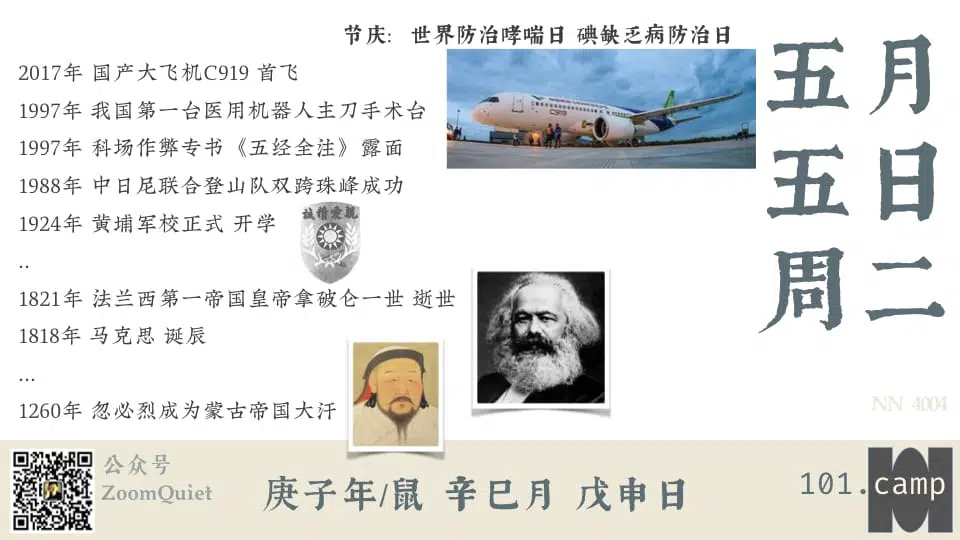 节庆: 世界防治哮喘日 碘缺乏病防治日
2017年 国产大飞机C919 首飞
1997年 我国第一台医用机器人主刀手术台
1997年 科场作弊专书《五经全注》露面
1988年 中日尼联合登山队双跨珠峰成功
1924年 黄埔军校正式 开学
..
1821年 法兰西第一帝国皇帝拿破仑一世 逝世
1818年 马克思 诞辰
...
1260年 忽必烈成为蒙古帝国大汗
C919
誠精愛親
五月
五日
周二
NN 4004
公众号
ZoomQuiet
庚子年/鼠 辛巳月 戊申日
101.camp